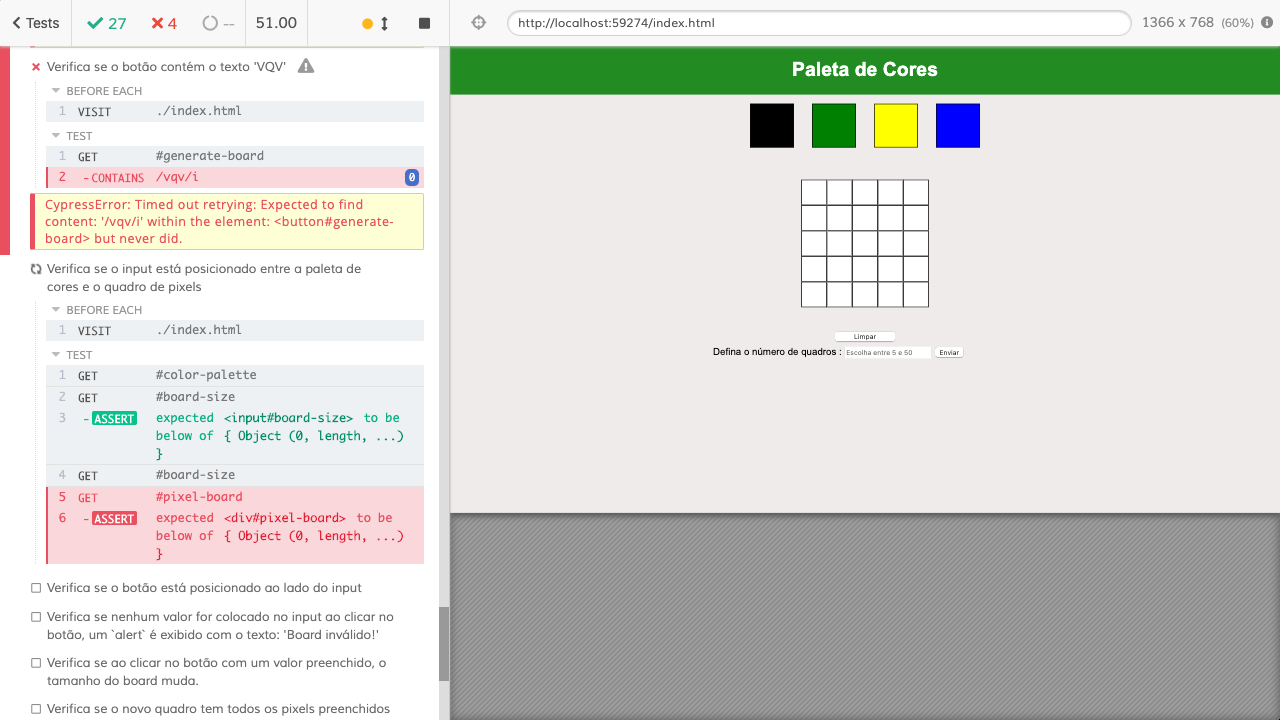 Tests 27 4 -- 51.00 http://localhost:59274/index.html 1366 x 768 (60%)
Verifica se o botão contém o texto 'VQV'
BEFORE EACH
1 VISIT ./index.html
TEST
1 GET #generate-board
2 -CONTAINS /vqv/i 0
CypressError: Timed out retrying: Expected to find
content: '/vqv/i' within the element: <button#generate-
board> but never did.
Verifica se o input está posicionado entre a paleta de
cores e o quadro de pixels
BEFORE EACH
1 VISIT ./index.html
TEST
1 GET #color-palette
2 GET #board-size
3 -ASSERT expected <input#board-size> to be
below of { Object (0, length, ...)
}
4 GET #board-size
5 GET #pixel-board
6 -ASSERT expected <div#pixel-board> to be
below of { Object (0, length, ...)
}
Verifica se o botão está posicionado ao lado do input
Verifica se nenhum valor for colocado no input ao clicar no
botão, um `alert` é exibido com o texto: 'Board inválido!'
Verifica se ao clicar no botão com um valor preenchido, o
tamanho do board muda.
Verifica se o novo quadro tem todos os pixels preenchidos
Paleta de Cores
Limpar
Defina o número de quadros : Escolha entre 5 e 50 Enviar